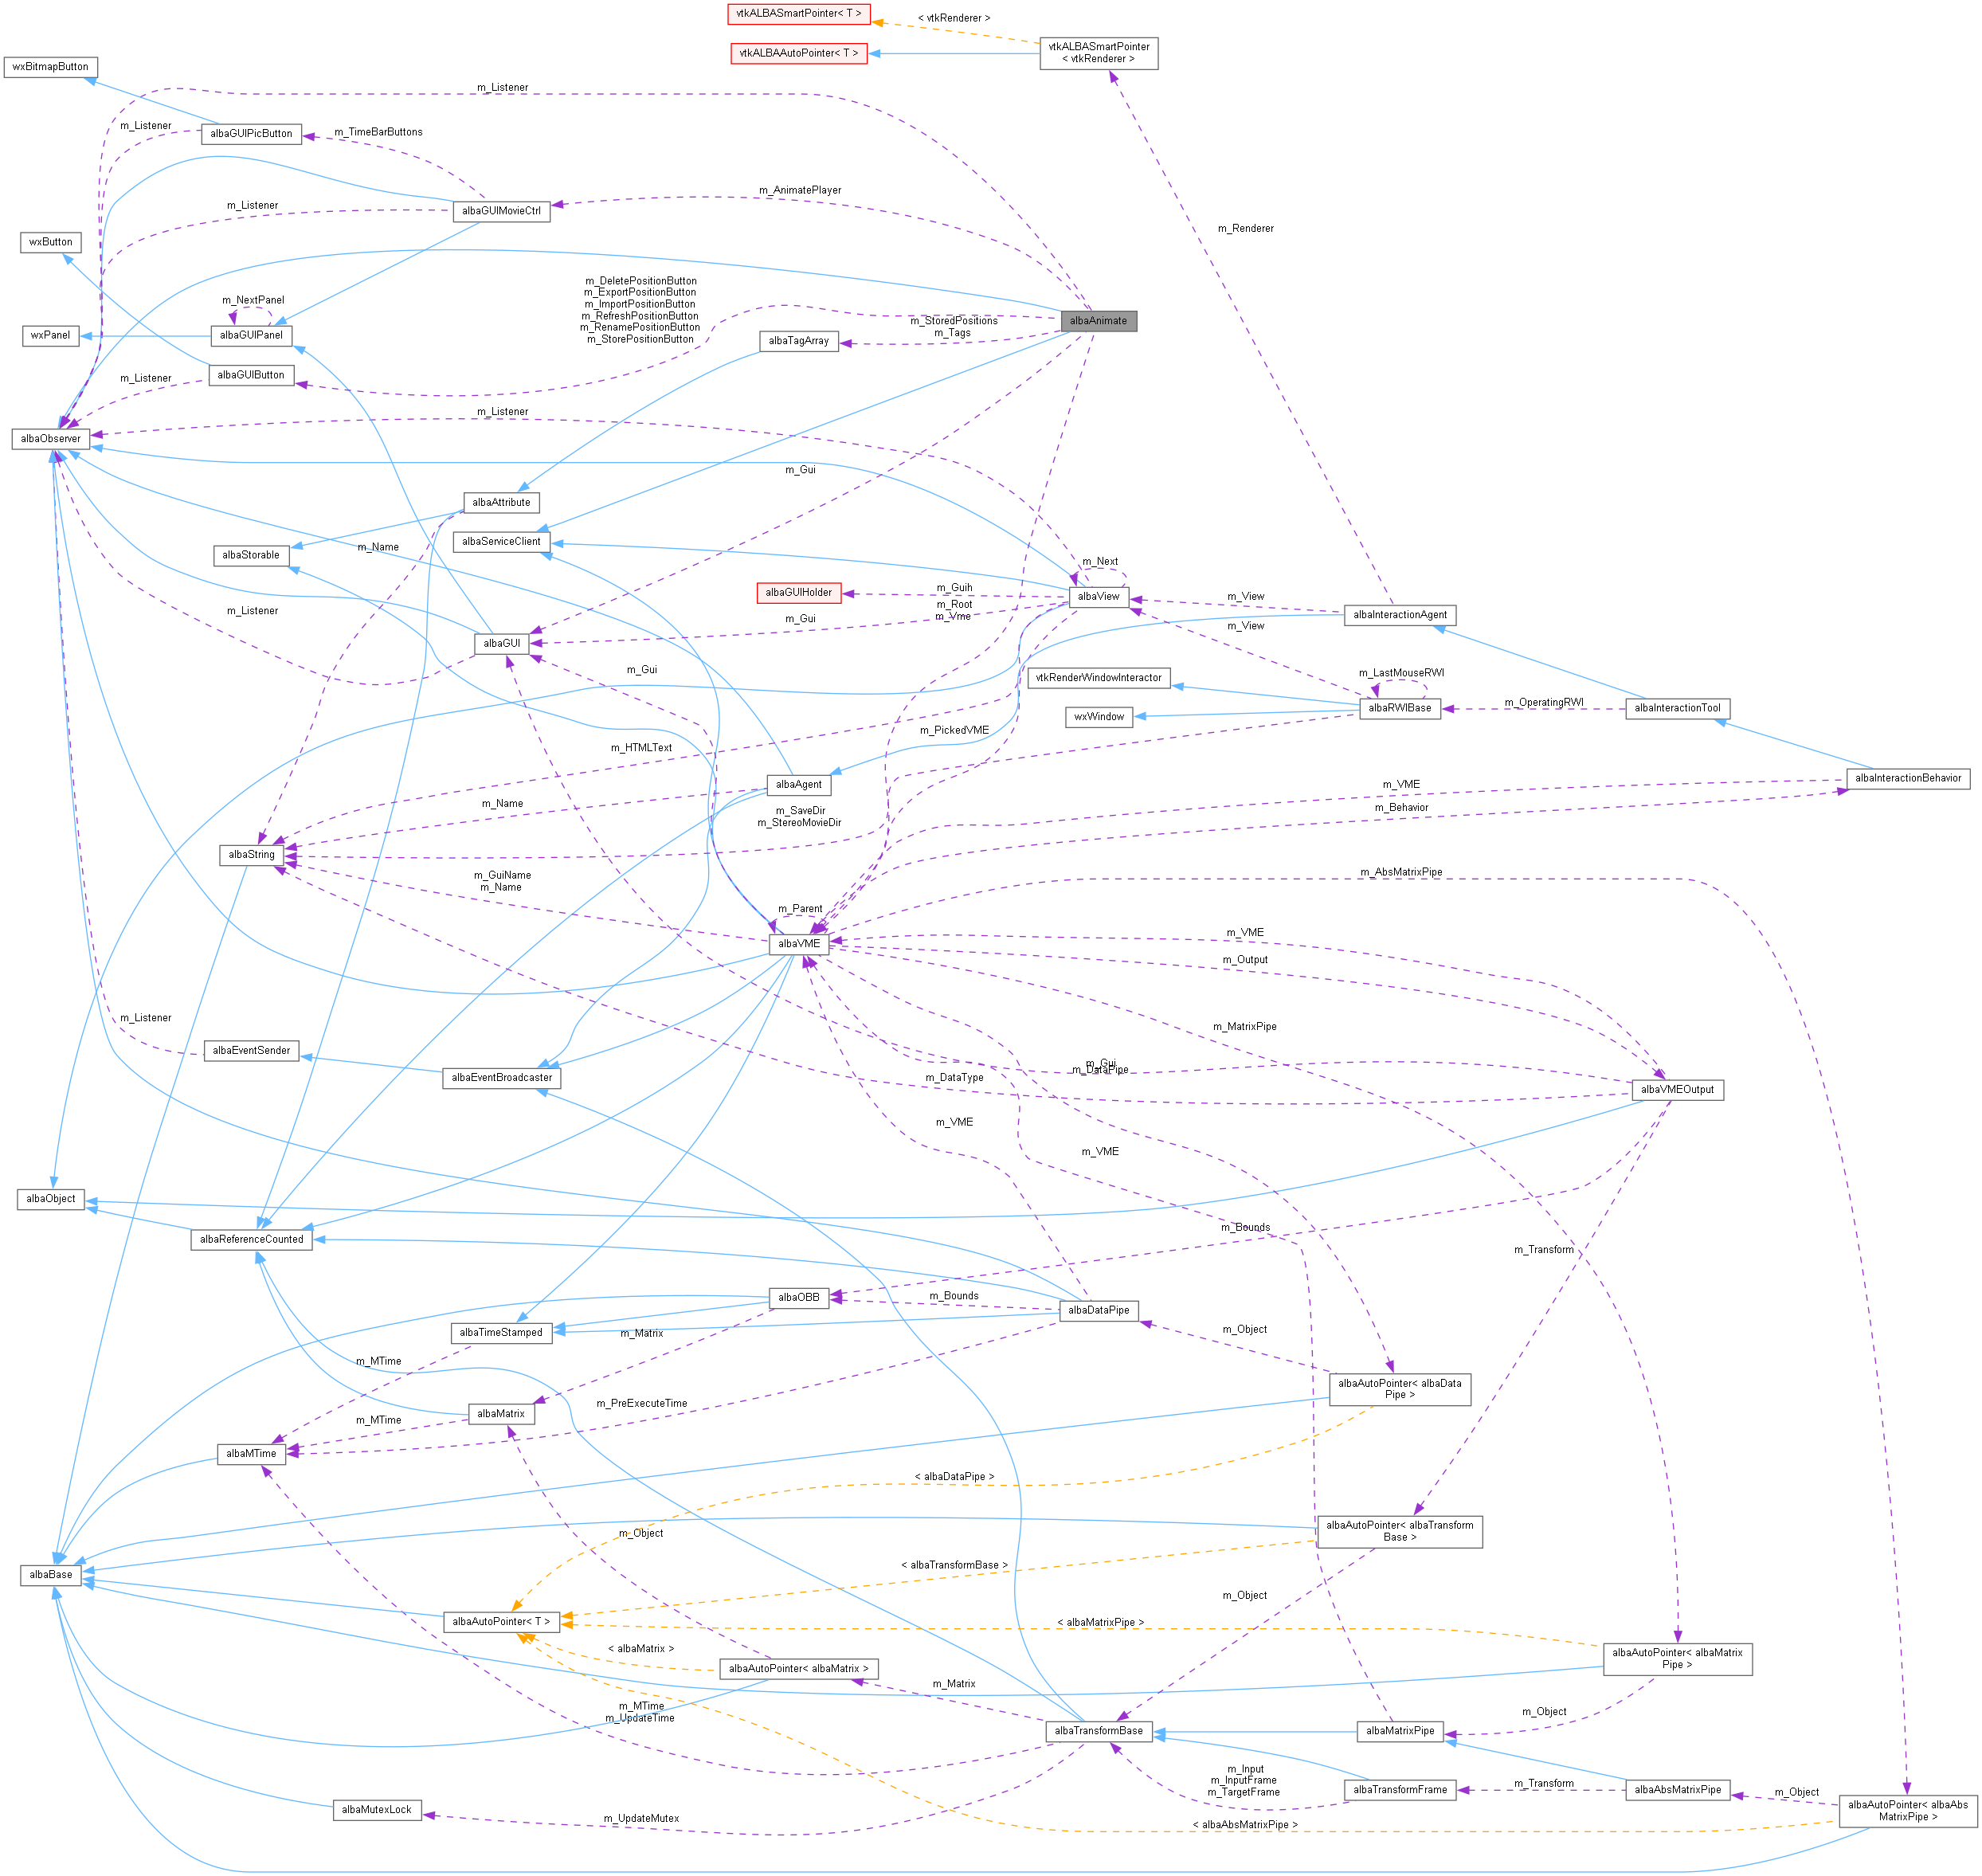 vtkALBASmartPointer< T >
< vtkRenderer >
vtkALBAAutoPointer< T >
vtkALBASmartPointer
< vtkRenderer >
wxBitmapButton
m_Listener
m_Listener
albaGUIPicButton
m_TimeBarButtons
m_AnimatePlayer
m_Listener
albaGUIMovieCtrl
m_Renderer
wxButton
m_DeletePositionButton
m_ExportPositionButton
m_ImportPositionButton
m_RefreshPositionButton
m_RenamePositionButton
m_StorePositionButton
m_NextPanel
wxPanel
albaGUIPanel
albaAnimate
m_StoredPositions
m_Tags
albaTagArray
albaGUIButton
m_Listener
m_Listener
albaObserver
m_Gui
albaAttribute
albaServiceClient
albaStorable
m_Name
m_Next
albaGUIHolder
m_Guih
albaView
m_View
albaInteractionAgent
m_Root
m_Vme
m_Listener
m_Gui
m_View
albaGUI
m_Gui
vtkRenderWindowInteractor
m_LastMouseRWI
wxWindow
albaRWIBase
m_OperatingRWI
albaInteractionTool
m_PickedVME
m_HTMLText
albaAgent
albaInteractionBehavior
m_VME
m_Name
m_SaveDir
m_StereoMovieDir
m_Behavior
albaString
m_GuiName
m_Name
m_AbsMatrixPipe
m_Parent
albaVME
m_VME
m_Output
m_Listener
m_MatrixPipe
albaEventSender
m_Gui
m_DataPipe
albaEventBroadcaster
m_DataType
albaVMEOutput
m_VME
m_VME
albaObject
albaReferenceCounted
m_Bounds
m_Transform
albaOBB
m_Bounds
albaDataPipe
albaTimeStamped
m_Matrix
m_Object
m_MTime
albaAutoPointer< albaData
Pipe >
m_PreExecuteTime
albaMatrix
m_MTime
albaMTime
< albaDataPipe >
m_Object
albaAutoPointer< albaTransform
Base >
albaBase
< albaTransformBase >
m_Object
albaAutoPointer< T >
< albaMatrixPipe >
< albaMatrix >
albaAutoPointer< albaMatrix >
albaAutoPointer< albaMatrix
Pipe >
m_Matrix
m_MTime
m_UpdateTime
m_Object
albaTransformBase
albaMatrixPipe
m_Input
m_InputFrame
m_TargetFrame
albaTransformFrame
m_Transform
albaAbsMatrixPipe
m_Object
albaMutexLock
m_UpdateMutex
< albaAbsMatrixPipe >
albaAutoPointer< albaAbs
MatrixPipe >